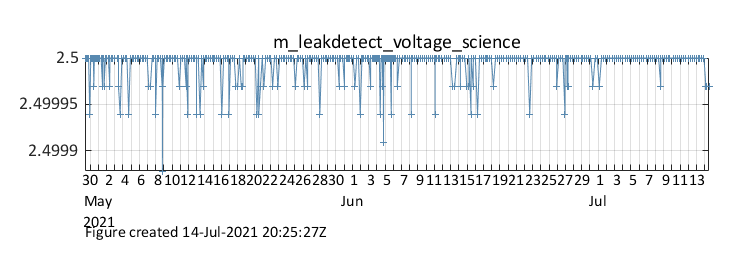 m_leakdetect_voltage_science
2.5
2.49995
2.4999
30 2 4 6 8 10 12 14 16 18 20 22 24 26 28 30 1 3 5 7 9 11 13 15 17 19 21 23 25 27 29 1 3 5 7 9 11 13
May Jun Jul
2021
Figure created 14-Jul-2021 20:25:27Z